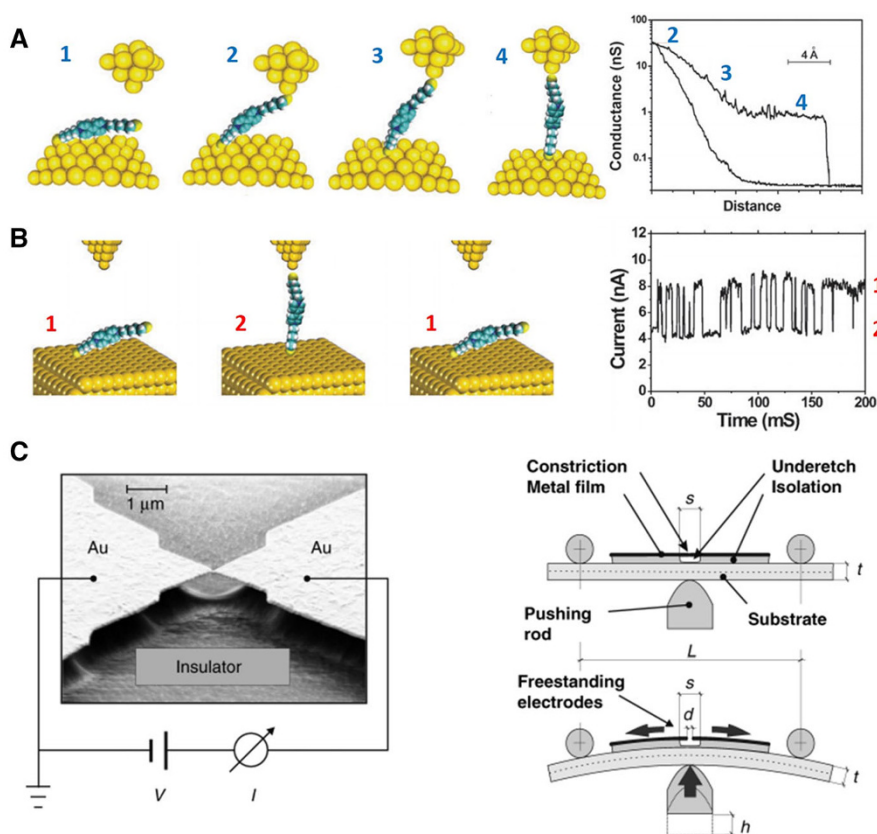 A
1
2
3
4
Conductance (nS)
100
10
1
0.1
2
3
4
4 Å
Distance
B
1
2
1
Current (nA)
12
10
8
6
4
2
0
0
50
100
150
200
Time (mS)
1
2
C
1 µm
Au
Au
Insulator
V
I
Constriction
Metal film
Underetch
Isolation
s
t
Pushing
rod
Substrate
L
Freestanding
electrodes
s
d
t
h